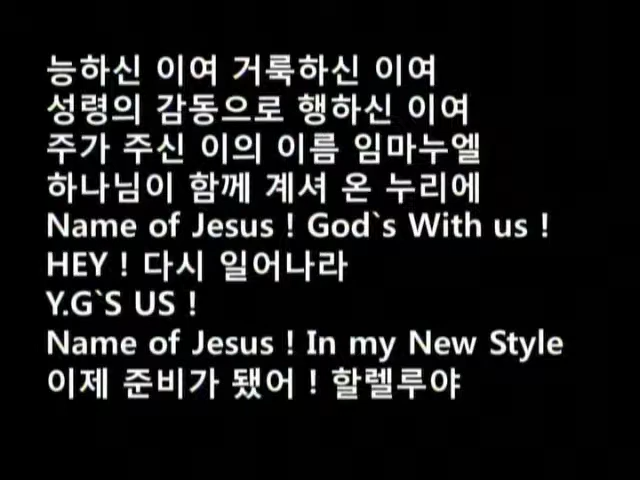 능하신 이여 거룩하신 이여
성령의 감동으로 행하신 이여
주가 주신 이의 이름 임마누엘
하나님이 함께 계셔 온 누리에
Name of Jesus ! God`s With us !
HEY ! 다시 일어나라
Y.G`S US !
Name of Jesus ! In my New Style
이제 준비가 됐어 ! 할렐루야